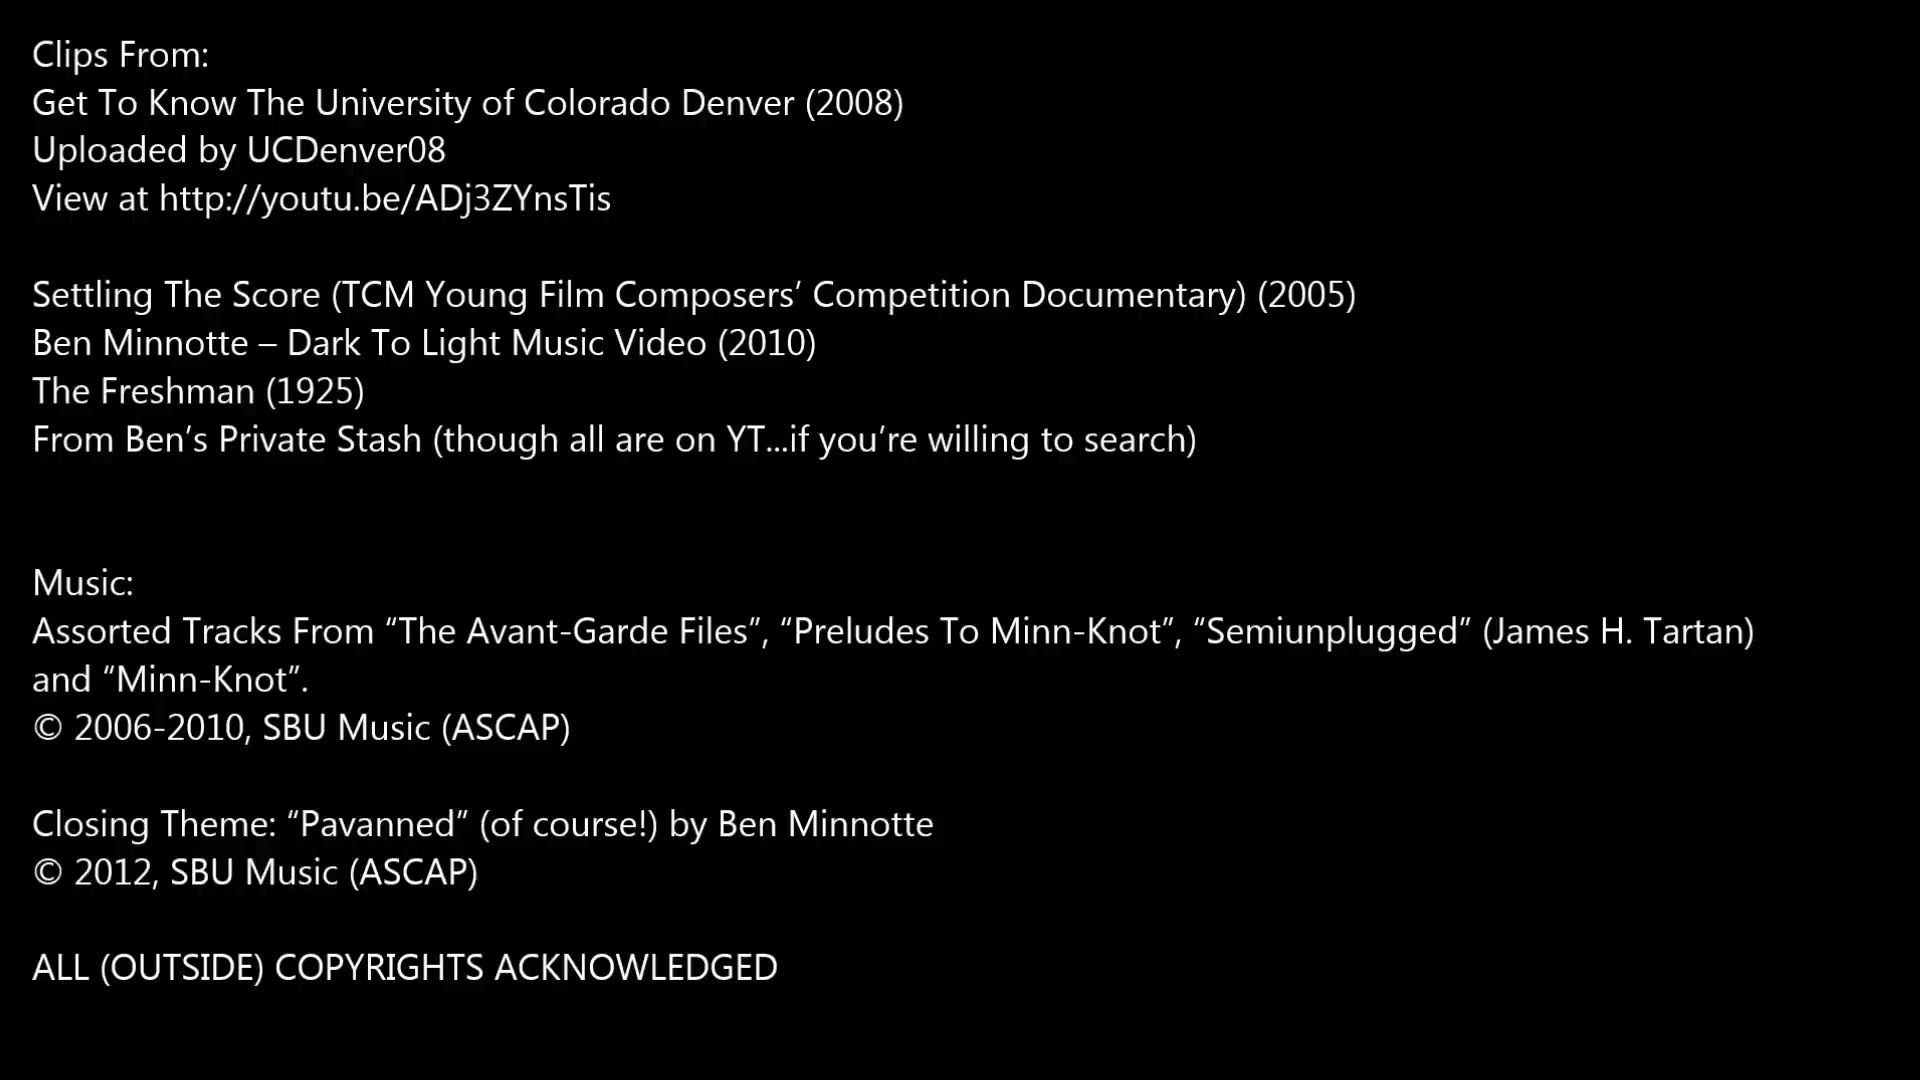 Clips From:
Get To Know The University of Colorado Denver (2008)
Uploaded by UCDenver08
View at http://youtu.be/ADj3ZYnsTis
Settling The Score (TCM Young Film Composers’ Competition Documentary) (2005)
Ben Minnotte – Dark To Light Music Video (2010)
The Freshman (1925)
From Ben’s Private Stash (though all are on YT...if you’re willing to search)
Music:
Assorted Tracks From “The Avant-Garde Files”, “Preludes To Minn-Knot”, “Semiunplugged” (James H. Tartan)
and “Minn-Knot”.
© 2006-2010, SBU Music (ASCAP)
Closing Theme: “Pavanned” (of course!) by Ben Minnotte
© 2012, SBU Music (ASCAP)
ALL (OUTSIDE) COPYRIGHTS ACKNOWLEDGED